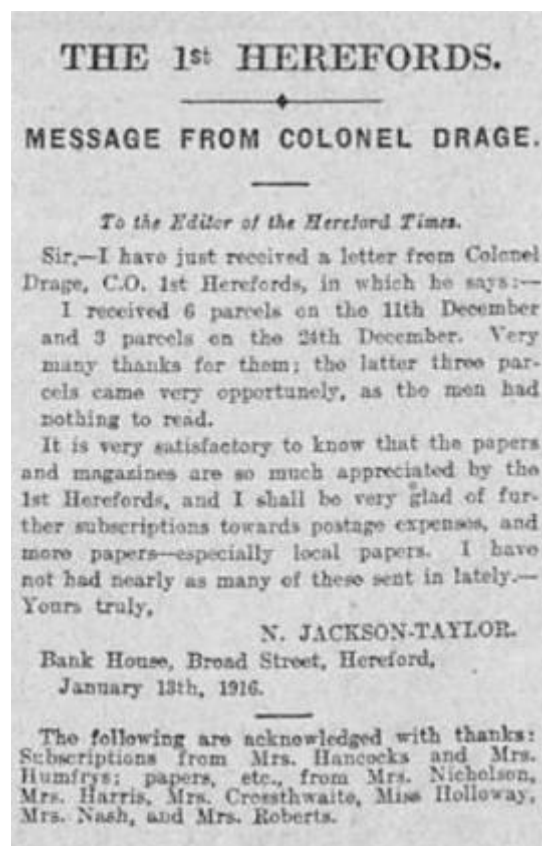 THE 1st HEREFORDS.
MESSAGE FROM COLONEL DRAGE.
To the Editor of the Hereford Times.
Sir,—I have just received a letter from Colonel
Drage, C.O. 1st Herefords, in which he says:—
I received 6 parcels on the 11th December
and 3 parcels on the 24th December. Very
many thanks for them; the latter three par-
cels came very opportunely, as the men had
nothing to read.
It is very satisfactory to know that the papers
and magazines are so much appreciated by the
1st Herefords, and I shall be very glad of fur-
ther subscriptions towards postage expenses, and
more papers—especially local papers. I have
not had nearly as many of these sent in lately.—
Yours truly,
N. JACKSON-TAYLOR.
Bank House, Broad Street, Hereford,
January 13th, 1916.
The following are acknowledged with thanks:
Subscriptions from Mrs. Hancocks and Mrs.
Humfrys; papers, etc., from Mrs. Nicholson,
Mrs. Harris, Mrs. Crossthwaite, Miss Holloway,
Mrs. Nash, and Mrs. Roberts.